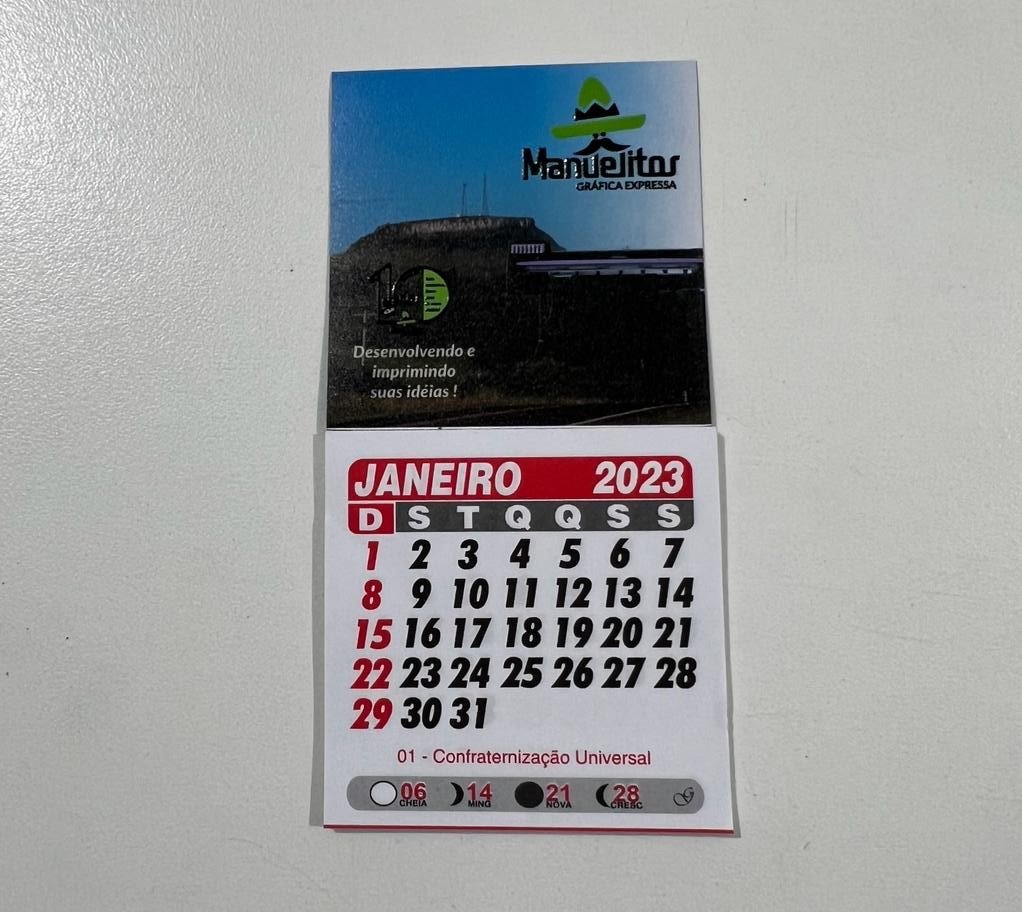 Manuelitos
GRÁFICA EXPRESSA
10
Desenvolvendo e
imprimindo
suas idéias !
JANEIRO 2023
D S T Q Q S S
1 2 3 4 5 6 7
8 9 10 11 12 13 14
15 16 17 18 19 20 21
22 23 24 25 26 27 28
29 30 31
01 - Confraternização Universal
06 14 21 28
CHEIA MING NOVA CRESC